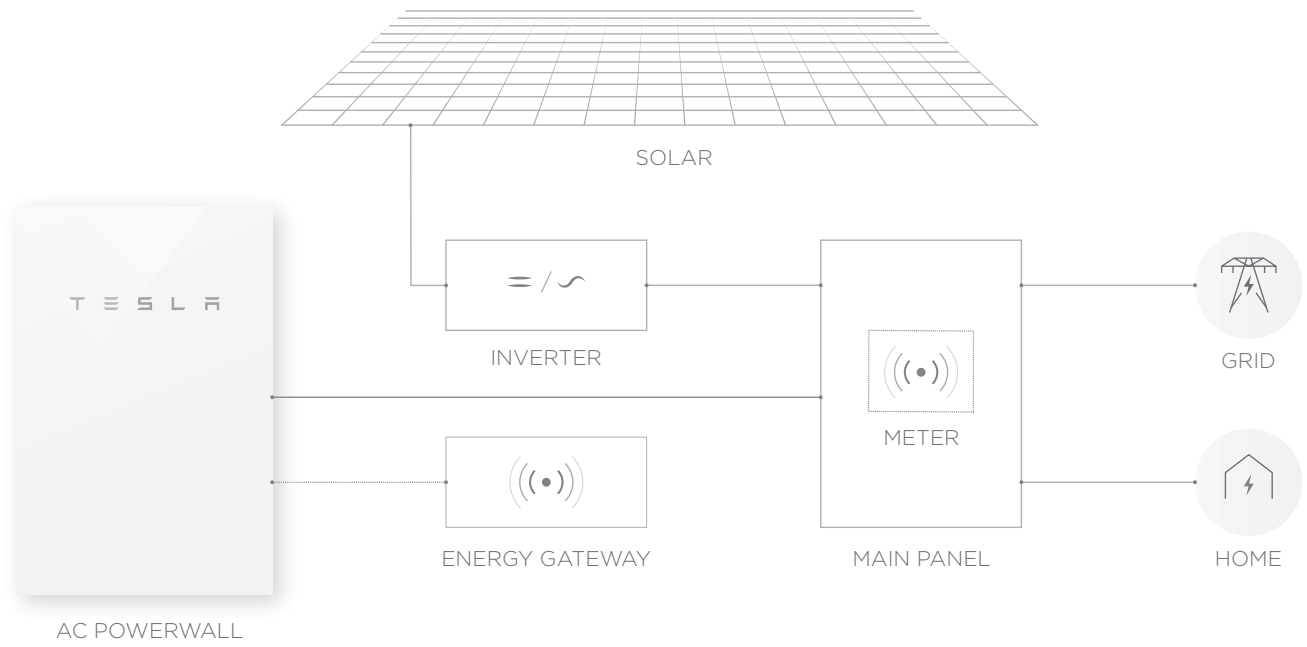 SOLAR
TESLA
INVERTER
GRID
METER
ENERGY GATEWAY
MAIN PANEL
HOME
AC POWERWALL